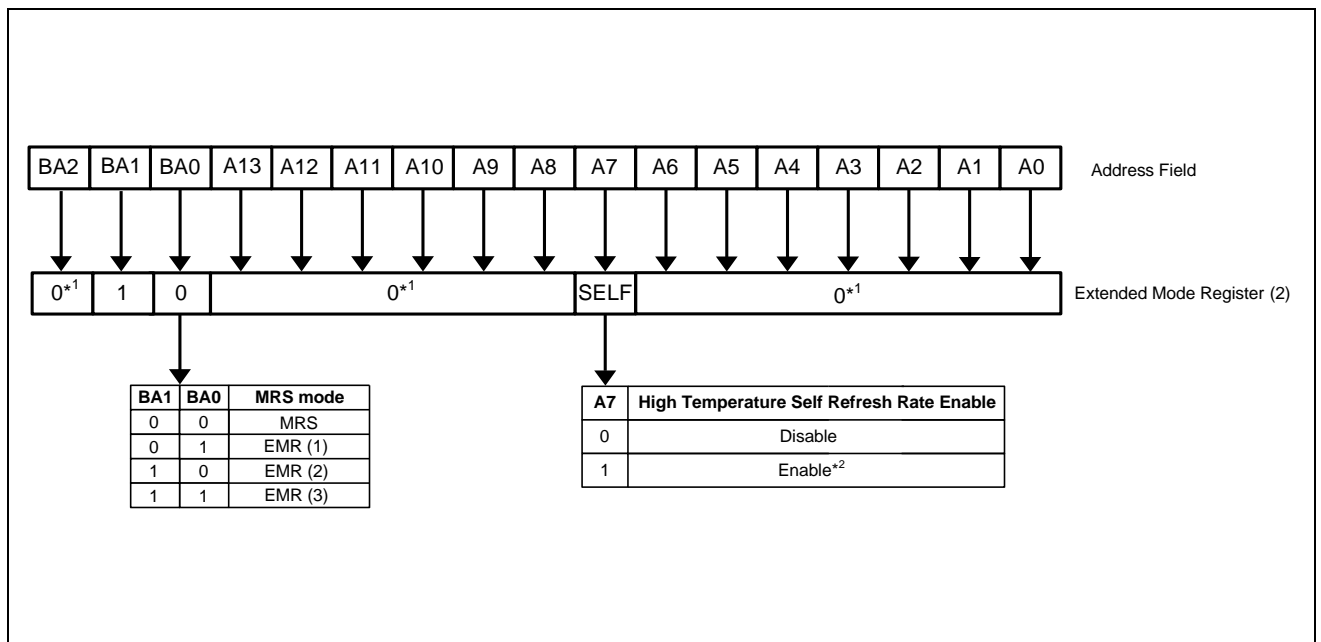 BA2 BA1 BA0 A13 A12 A11 A10 A9 A8 A7 A6 A5 A4 A3 A2 A1 A0 Address Field
0*1 1 0 0*1 SELF 0*1 Extended Mode Register (2)
BA1 BA0 MRS mode
0 0 MRS
0 1 EMR (1)
1 0 EMR (2)
1 1 EMR (3)
A7 High Temperature Self Refresh Rate Enable
0 Disable
1 Enable*2